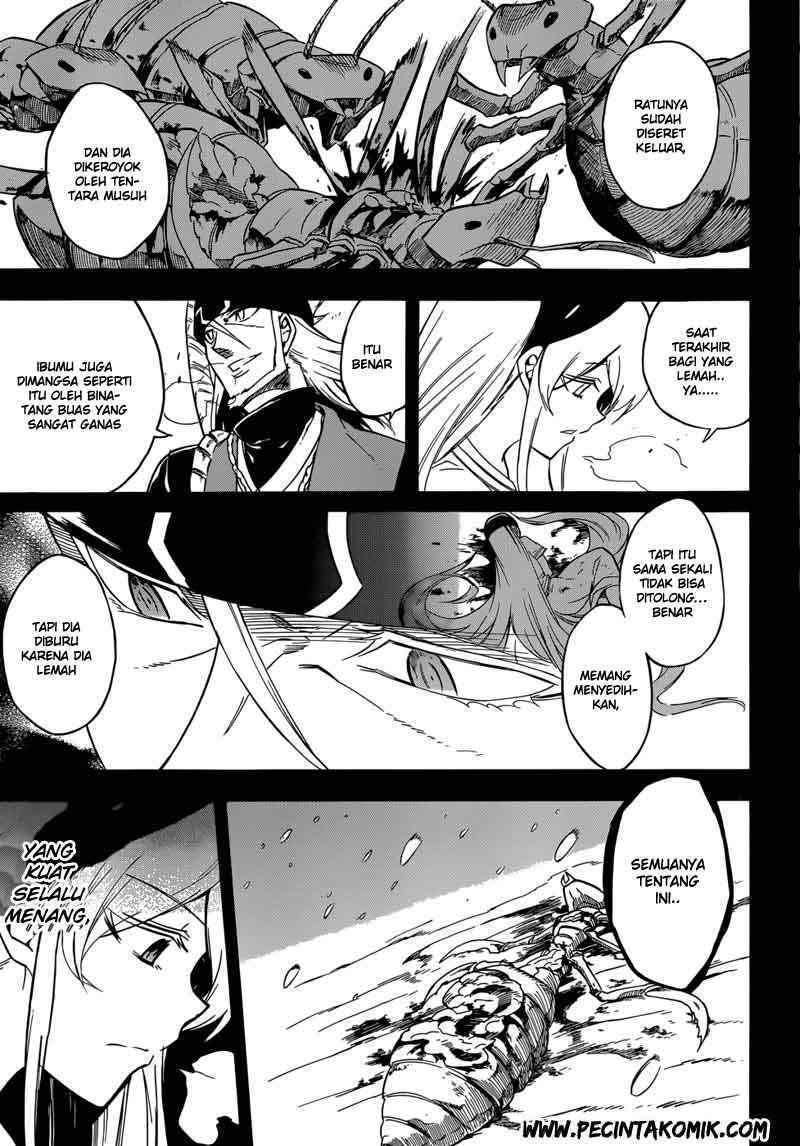 RATUNYA
SUDAH
DISERET
KELUAR,
DAN DIA
DIKEROYOK
OLEH TEN-
TARA MUSUH
SAAT
TERAKHIR
BAGI YANG
LEMAH..
YA.....
ITU
BENAR
IBUMU JUGA
DIMANGSA SEPERTI
ITU OLEH BINA-
TANG BUAS YANG
SANGAT GANAS
TAPI ITU
SAMA SEKALI
TIDAK BISA
DITOLONG...
BENAR
MEMANG
MENYEDIH-
KAN,
TAPI DIA
DIBURU
KARENA DIA
LEMAH
SEMUANYA
TENTANG
INI..
YANG
KUAT
SELALU
MENANG,
WWW.PECINTAKOMIK.COM